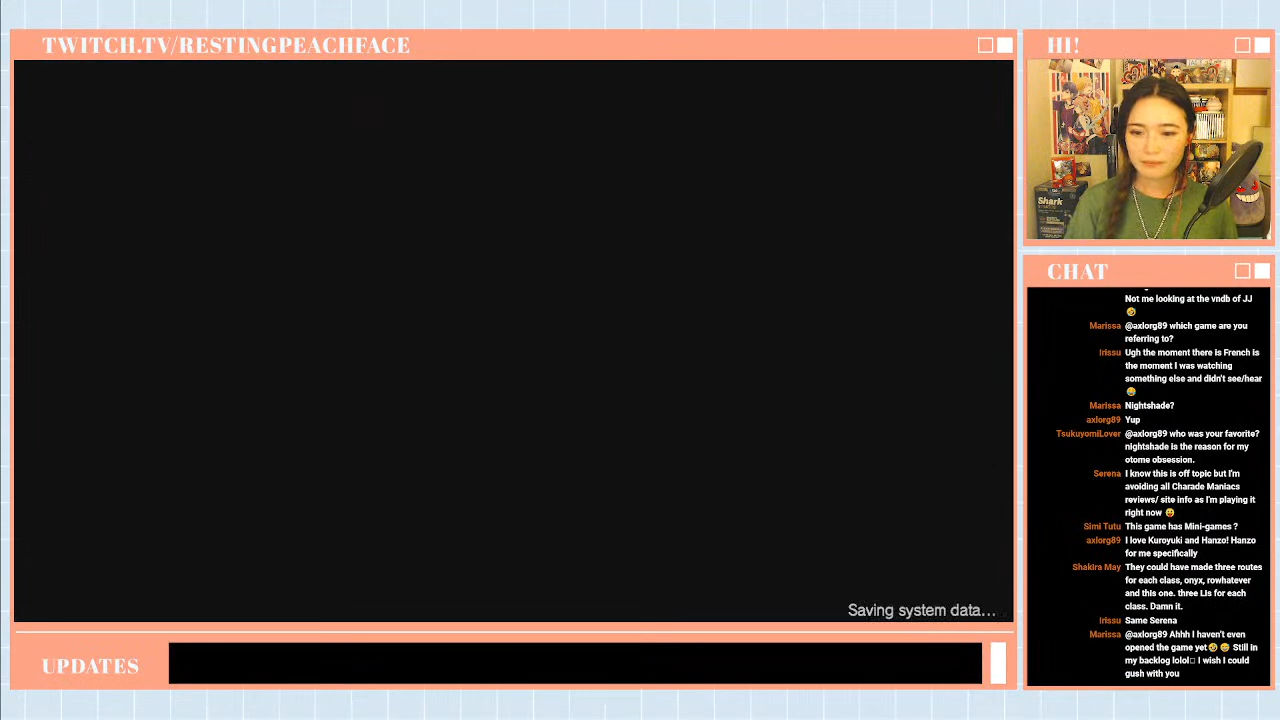 TWITCH.TV/RESTINGPEACHFACE
Saving system data...
UPDATES
HI!
Shark
CHAT
Not me looking at the vndb of JJ
🤣
Marissa @axlorg89 which game are you
referring to?
Irissu Ugh the moment there is French is
the moment I was watching
something else and didn't see/hear
😂
Marissa Nightshade?
axlorg89 Yup
TsukuyomiLover @axlorg89 who was your favorite?
nightshade is the reason for my
otome obsession.
Serena I know this is off topic but I'm
avoiding all Charade Maniacs
reviews/ site info as I'm playing it
right now 😛
Simi Tutu This game has Mini-games ?
axlorg89 I love Kuroyuki and Hanzo! Hanzo
for me specifically
Shakira May They could have made three routes
for each class, onyx, rowhatever
and this one. three LIs for each
class. Damn it.
Irissu Same Serena
Marissa @axlorg89 Ahhh I haven't even
opened the game yet🤣 😅 Still in
my backlog lolol□ I wish I could
gush with you